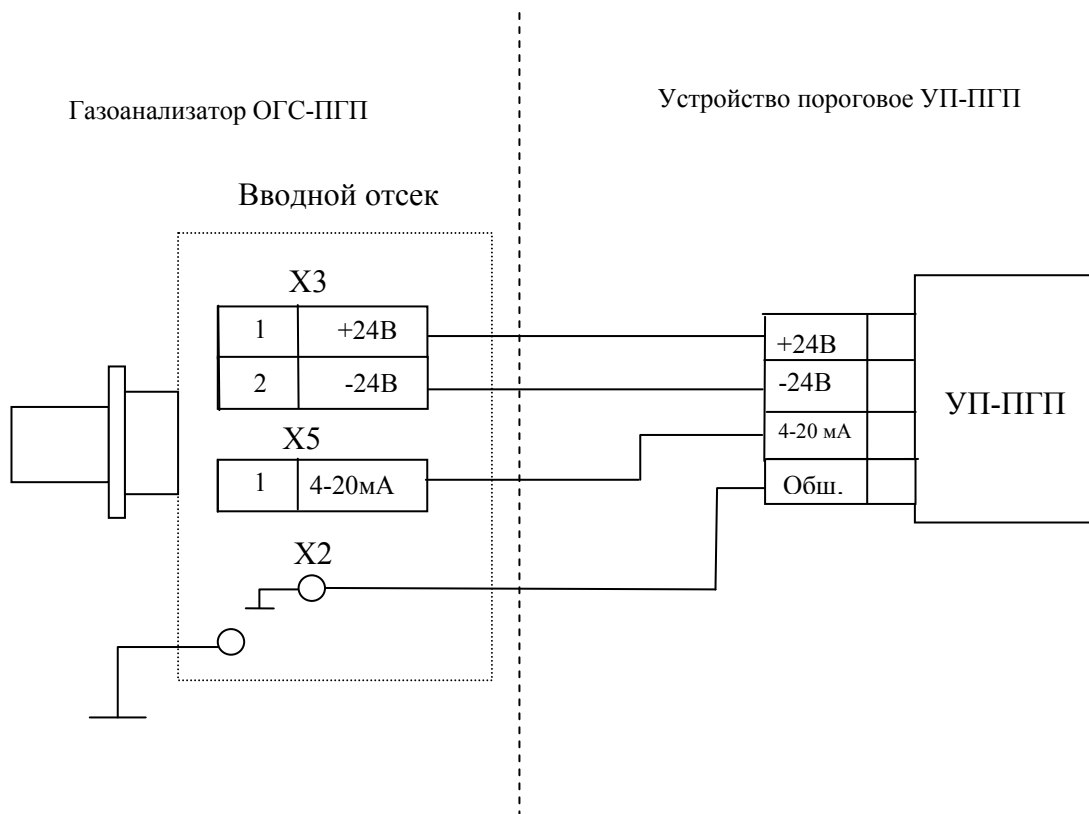 Газоанализатор ОГС-ПГП
Устройство пороговое УП-ПГП
Вводной отсек
X3
1 +24В
2 -24В
X5
1 4-20мА
X2
+24В
-24В
4-20 мА
Обш.
УП-ПГП